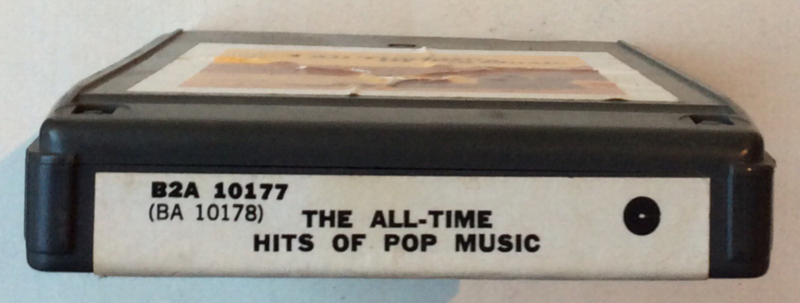 B2A 10177
(BA 10178)
THE ALL-TIME
HITS OF POP MUSIC